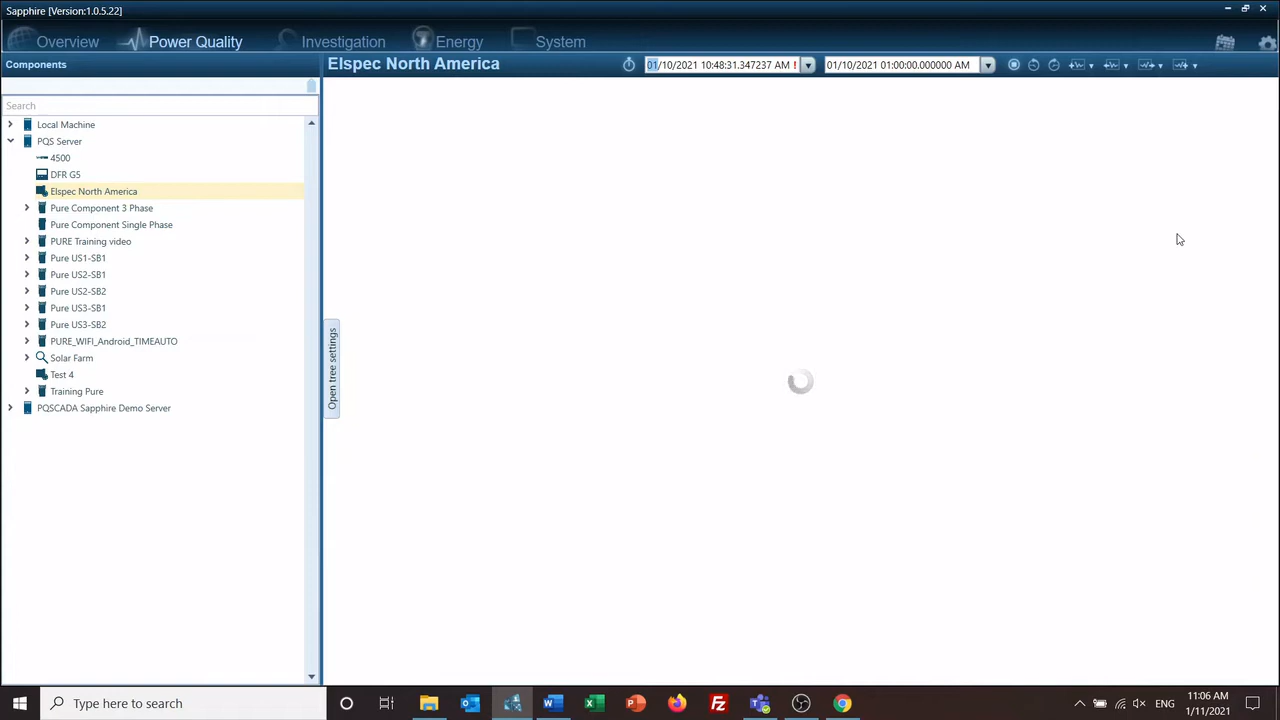 Sapphire [Version:1.0.5.22]
Overview Power Quality Investigation Energy System
Components
Elspec North America 01/10/2021 10:48:31.347237 AM ! 01/10/2021 01:00:00.000000 AM
Search
Local Machine
PQS Server
4500
DFR G5
Elspec North America
Pure Component 3 Phase
Pure Component Single Phase
PURE Training video
Pure US1-SB1
Pure US2-SB1
Pure US2-SB2
Pure US3-SB1
Pure US3-SB2
PURE_WIFI_Android_TIMEAUTO
Solar Farm
Test 4
Training Pure
PQSCADA Sapphire Demo Server
Open tree settings
Type here to search
ENG
11:06 AM
1/11/2021